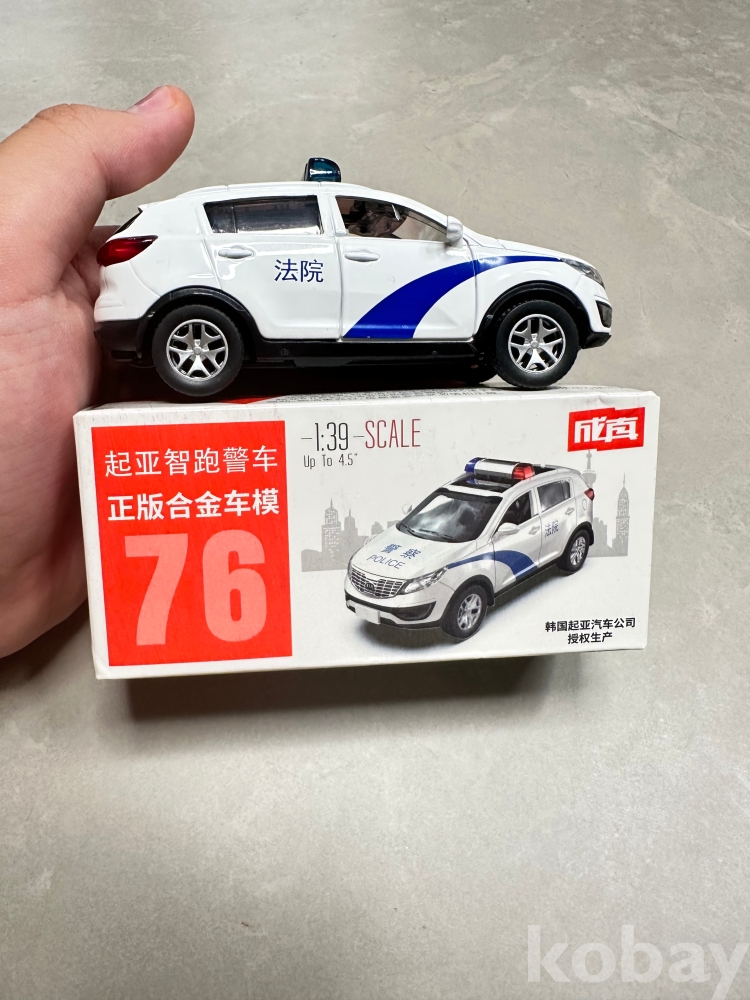 法院
起亚智跑警车
正版合金车模
76
1:39 SCALE
Up To 4.5"
成真
警察
POLICE
法院
韩国起亚汽车公司
授权生产
kobay